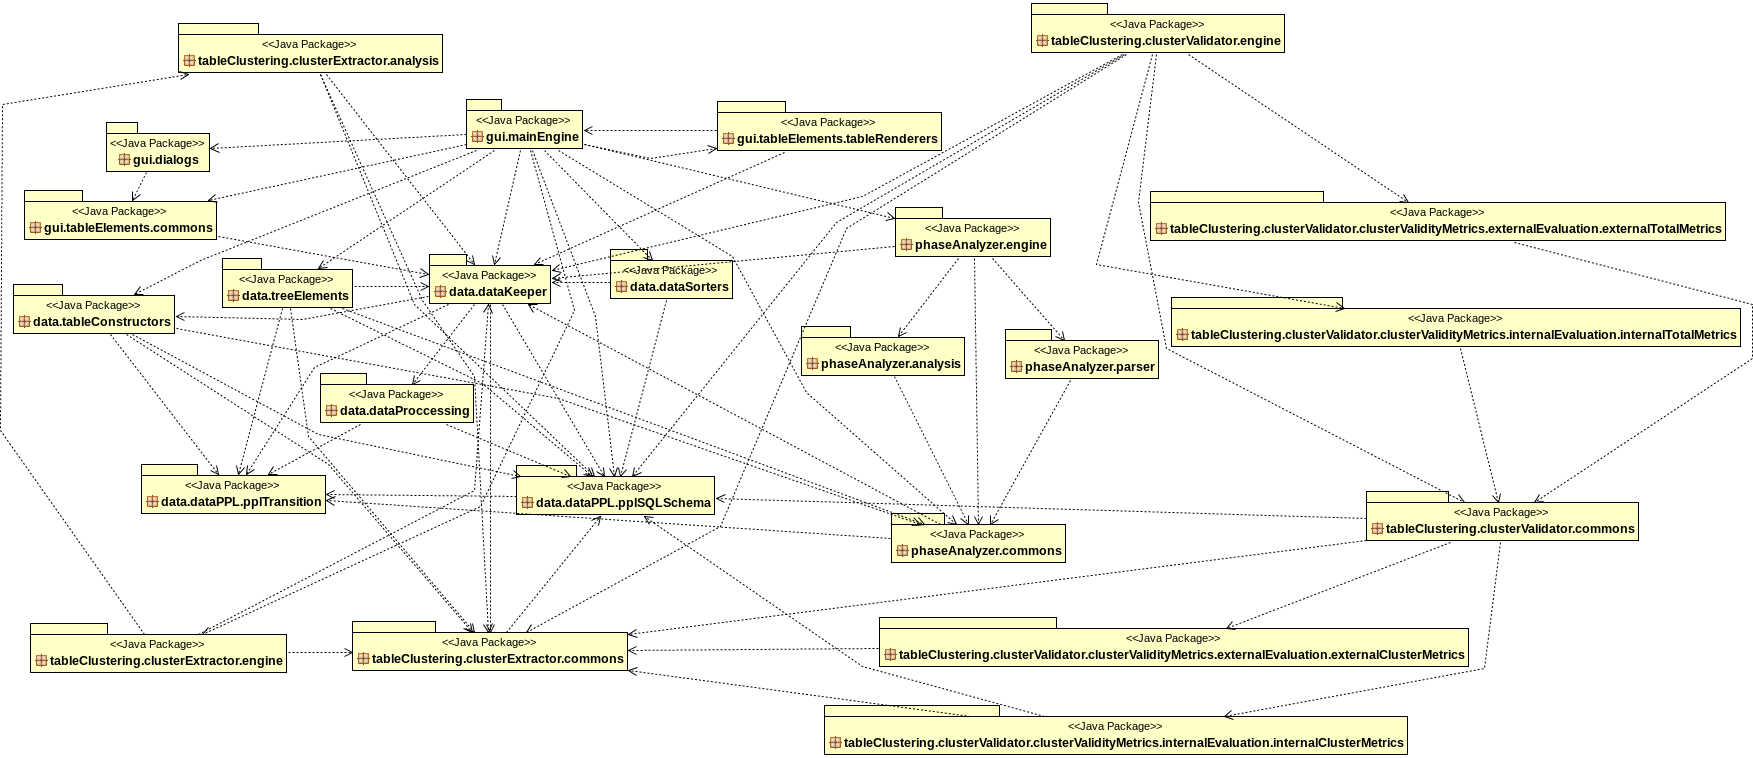 <<Java Package>>
tableClustering.clusterValidator.engine
<<Java Package>>
tableClustering.clusterExtractor.analysis
<<Java Package>>
gui.mainEngine
<<Java Package>>
gui.tableElements.tableRenderers
<<Java Package>>
gui.dialogs
<<Java Package>>
gui.tableElements.commons
<<Java Package>>
tableClustering.clusterValidator.clusterValidityMetrics.externalEvaluation.externalTotalMetrics
<<Java Package>>
phaseAnalyzer.engine
<<Java Package>>
data.treeElements
<<Java Package>>
data.dataKeeper
<<Java Package>>
data.dataSorters
<<Java Package>>
data.tableConstructors
<<Java Package>>
tableClustering.clusterValidator.clusterValidityMetrics.internalEvaluation.internalTotalMetrics
<<Java Package>>
phaseAnalyzer.analysis
<<Java Package>>
phaseAnalyzer.parser
<<Java Package>>
data.dataProccessing
<<Java Package>>
data.dataPPL.pplTransition
<<Java Package>>
data.dataPPL.pplSQLSchema
<<Java Package>>
tableClustering.clusterValidator.commons
<<Java Package>>
phaseAnalyzer.commons
<<Java Package>>
tableClustering.clusterExtractor.engine
<<Java Package>>
tableClustering.clusterExtractor.commons
<<Java Package>>
tableClustering.clusterValidator.clusterValidityMetrics.externalEvaluation.externalClusterMetrics
<<Java Package>>
tableClustering.clusterValidator.clusterValidityMetrics.internalEvaluation.internalClusterMetrics